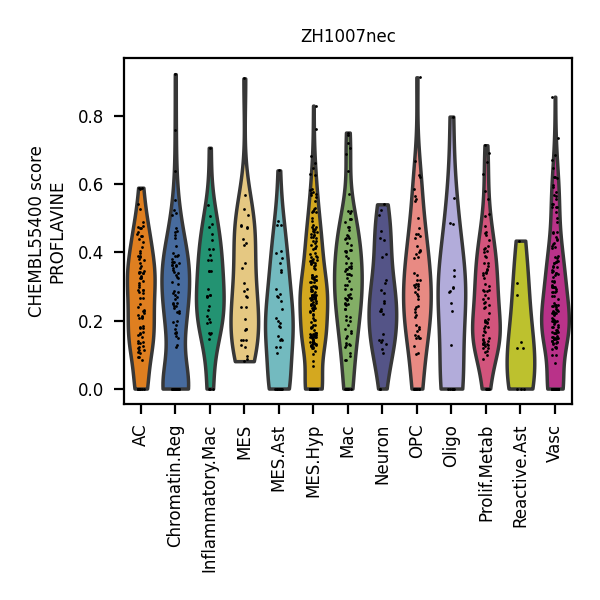 ZH1007nec
CHEMBL55400 score
PROFLAVINE
0.8
0.6
0.4
0.2
0.0
AC
Chromatin.Reg
Inflammatory.Mac
MES
MES.Ast
MES.Hyp
Mac
Neuron
OPC
Oligo
Prolif.Metab
Reactive.Ast
Vasc